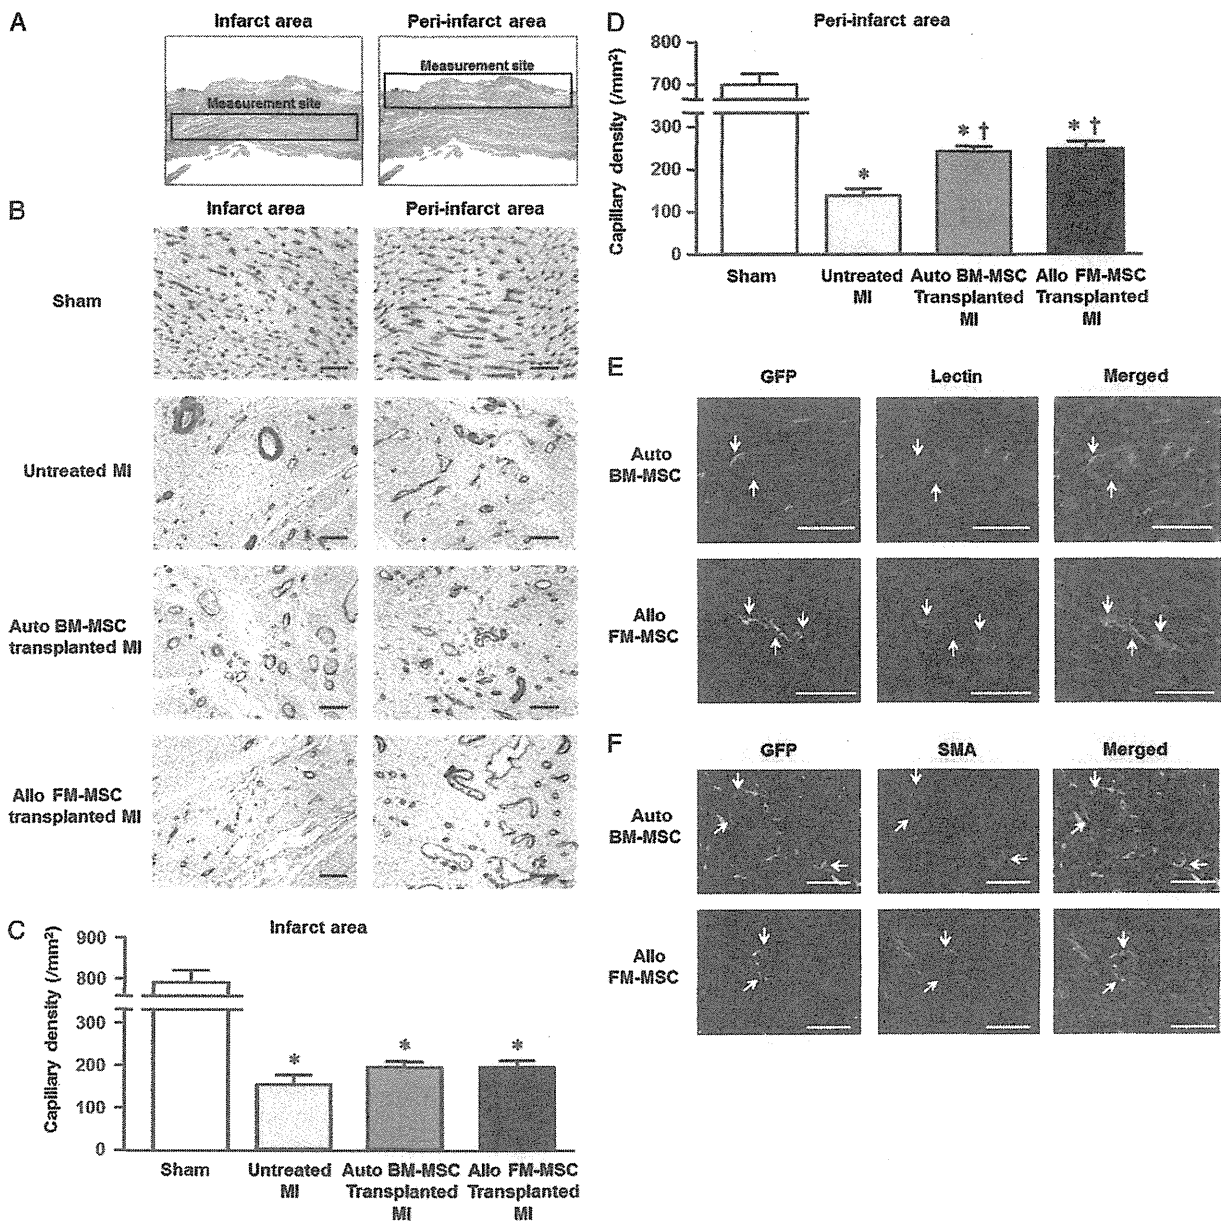 A
Infarct area
Peri-infarct area
Measurement site
Measurement site
B
Infarct area
Peri-infarct area
Sham
Untreated MI
Auto BM-MSC
transplanted MI
Allo FM-MSC
transplanted MI
C
Infarct area
Capillary density (/mm²)
900
800
300
200
100
0
*
*
*
Sham
Untreated
MI
Auto BM-MSC
Transplanted
MI
Allo FM-MSC
Transplanted
MI
D
Peri-infarct area
Capillary density (/mm²)
800
700
300
200
100
0
*
* †
* †
Sham
Untreated
MI
Auto BM-MSC
Transplanted
MI
Allo FM-MSC
Transplanted
MI
E
GFP
Lectin
Merged
Auto
BM-MSC
Allo
FM-MSC
F
GFP
SMA
Merged
Auto
BM-MSC
Allo
FM-MSC